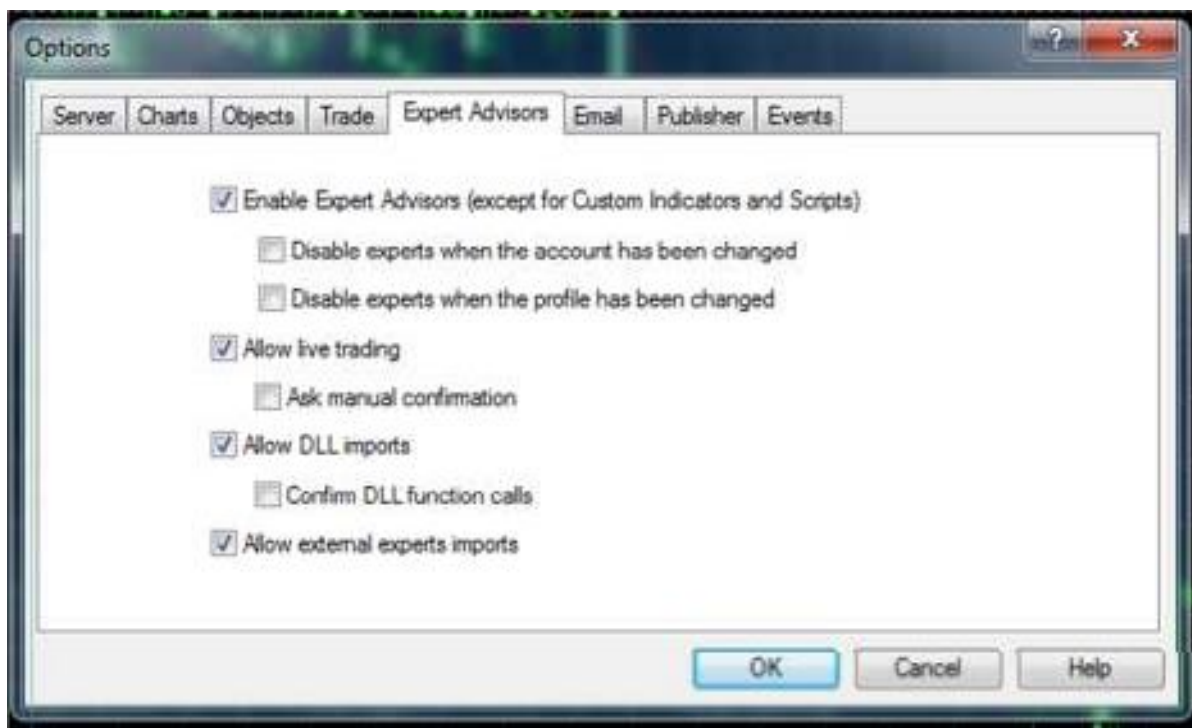 Options
Server Charts Objects Trade Expert Advisors Email Publisher Events
Enable Expert Advisors (except for Custom Indicators and Scripts)
Disable experts when the account has been changed
Disable experts when the profile has been changed
Allow live trading
Ask manual confirmation
Allow DLL imports
Confirm DLL function calls
Allow external experts imports
OK Cancel Help